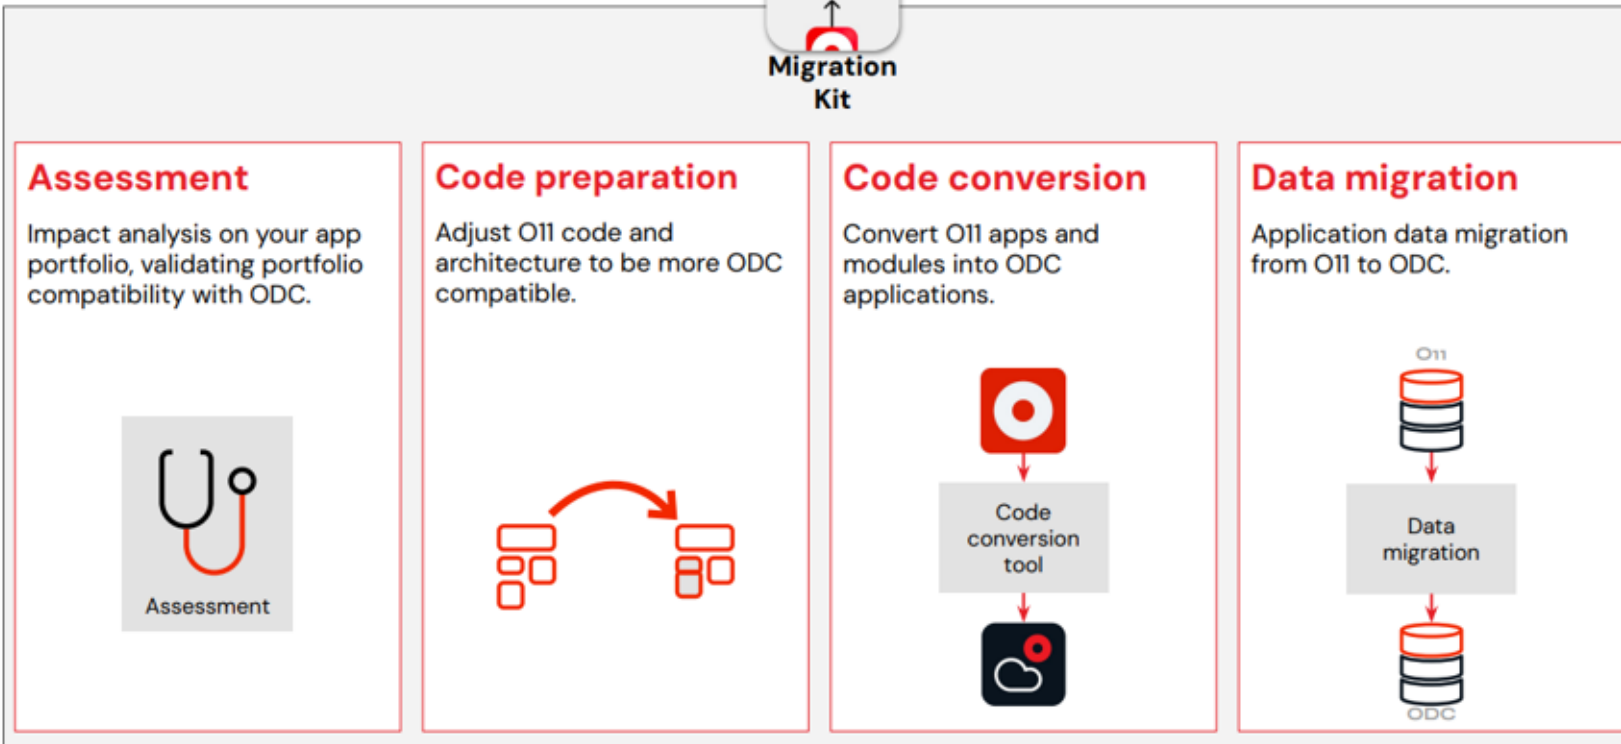 Migration
Kit
Assessment
Impact analysis on your app
portfolio, validating portfolio
compatibility with ODC.
Assessment
Code preparation
Adjust O11 code and
architecture to be more ODC
compatible.
Code conversion
Convert O11 apps and
modules into ODC
applications.
Code
conversion
tool
Data migration
Application data migration
from O11 to ODC.
O11
Data
migration
ODC